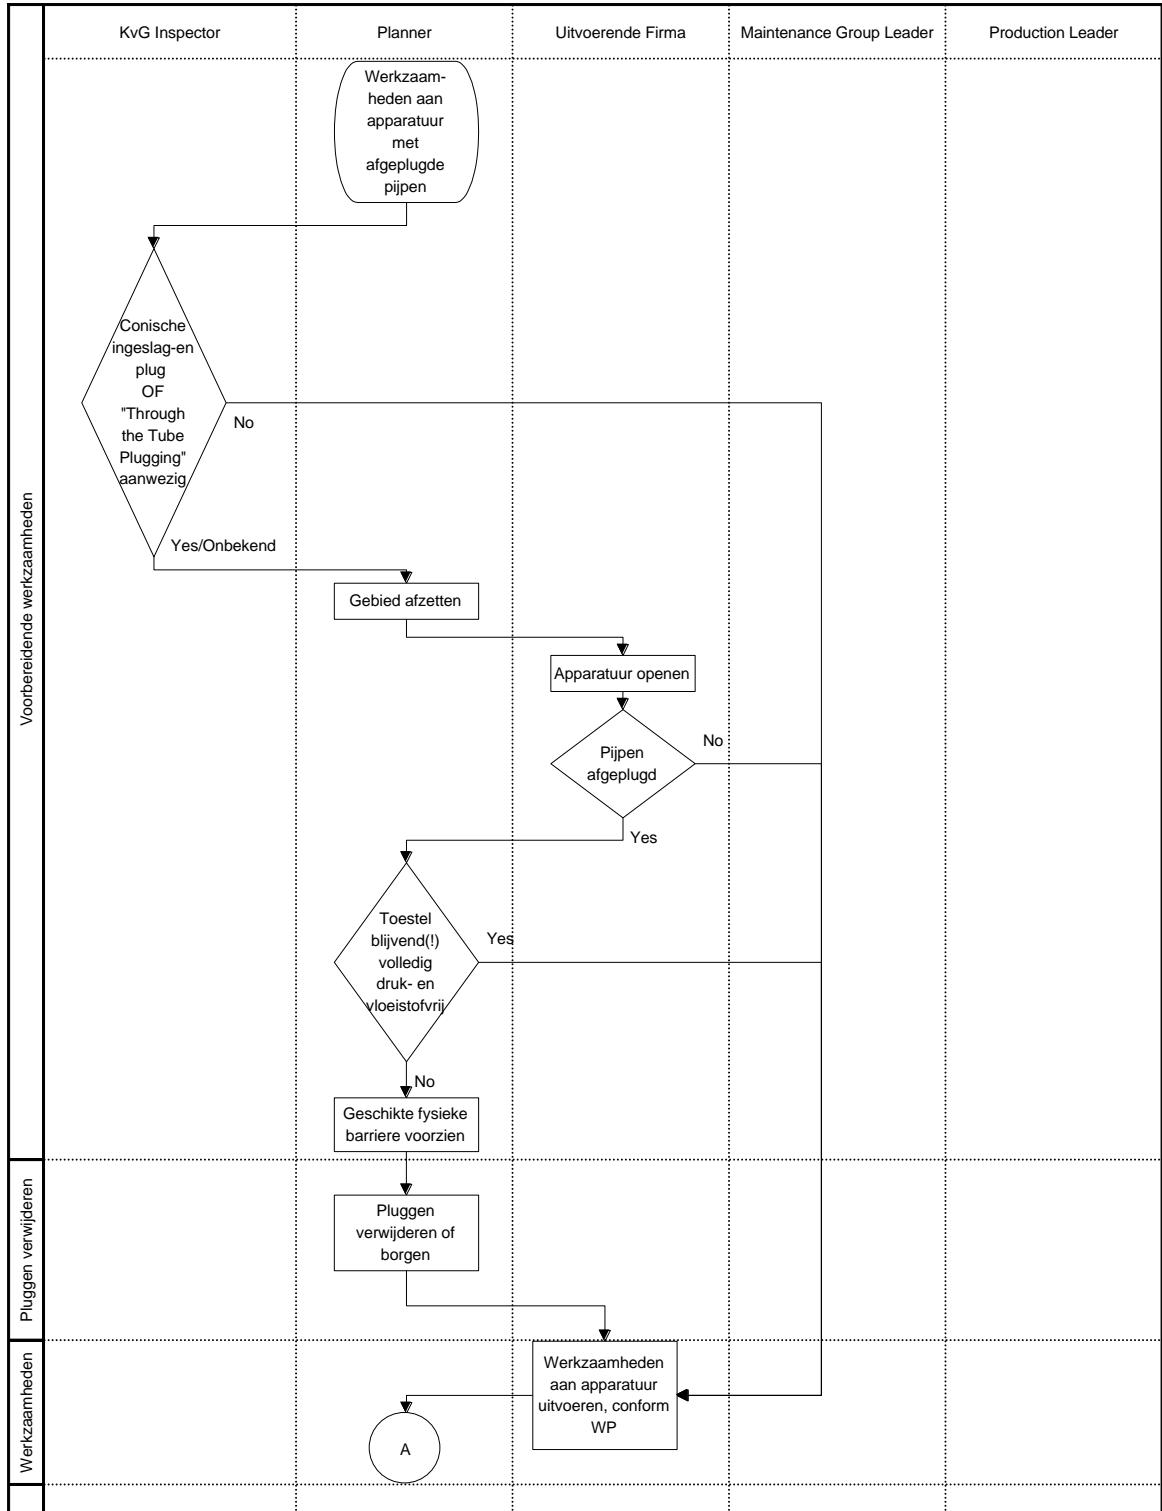 KvG Inspector
Planner
Uitvoerende Firma
Maintenance Group Leader
Production Leader
Voorbereidende werkzaamheden
Werkzaam-
heden aan
apparatuur
met
afgeplugde
pijpen
Conische
ingeslag-en
plug
OF
"Through
the Tube
Plugging"
aanwezig
No
Yes/Onbekend
Gebied afzetten
Apparatuur openen
Pijpen
afgeplugd
No
Yes
Toestel
blijvend(!)
volledig
druk- en
vloeistofvrij
Yes
No
Geschikte fysieke
barriere voorzien
Pluggen verwijderen
Pluggen
verwijderen of
borgen
Werkzaamheden
Werkzaamheden
aan apparatuur
uitvoeren, conform
WP
A